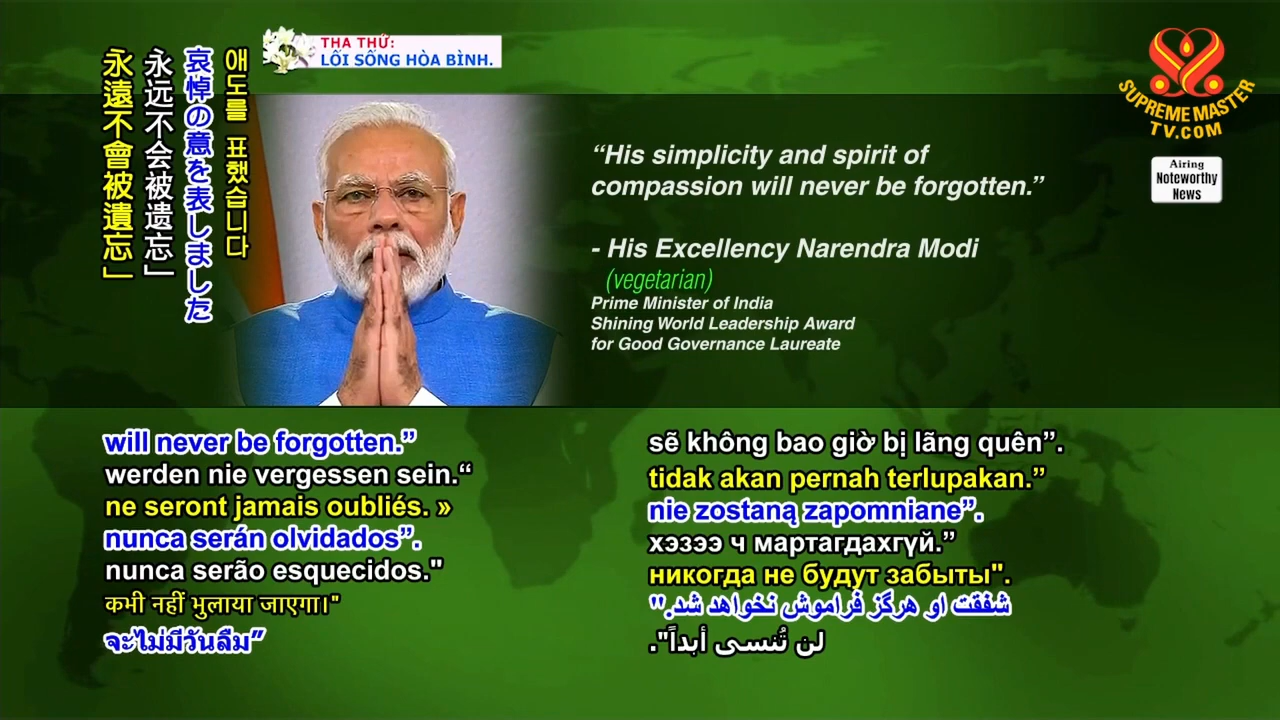 THA THỨ:
LỐI SỐNG HÒA BÌNH.
애도를 표했습니다
哀悼の意を表しました
永远不会被遗忘」
永遠不會被遺忘」
SUPREME MASTER
TV.COM
Airing
Noteworthy
News
“His simplicity and spirit of
compassion will never be forgotten.”
- His Excellency Narendra Modi
(vegetarian)
Prime Minister of India
Shining World Leadership Award
for Good Governance Laureate
will never be forgotten.”
werden nie vergessen sein.“
ne seront jamais oubliés. »
nunca serán olvidados”.
nunca serão esquecidos."
कभी नहीं भुलाया जाएगा।"
จะไม่มีวันลืม”
sẽ không bao giờ bị lãng quên”.
tidak akan pernah terlupakan.”
nie zostaną zapomniane”.
хэзээ ч мартагдахгүй.”
никогда не будут забыты".
شفقت او هرگز فراموش نخواهد شد."
لن تُنسى أبداً".